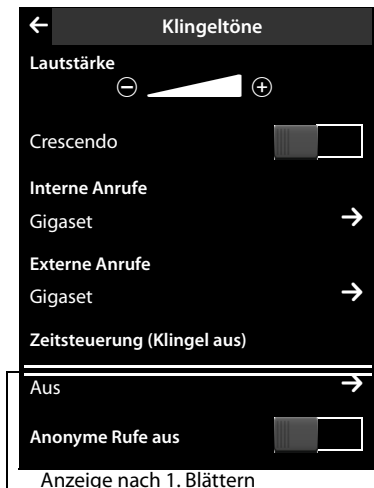 Klingeltöne
Lautstärke
Crescendo
Interne Anrufe
Gigaset
Externe Anrufe
Gigaset
Zeitsteuerung (Klingel aus)
Aus
Anonyme Rufe aus
Anzeige nach 1. Blättern